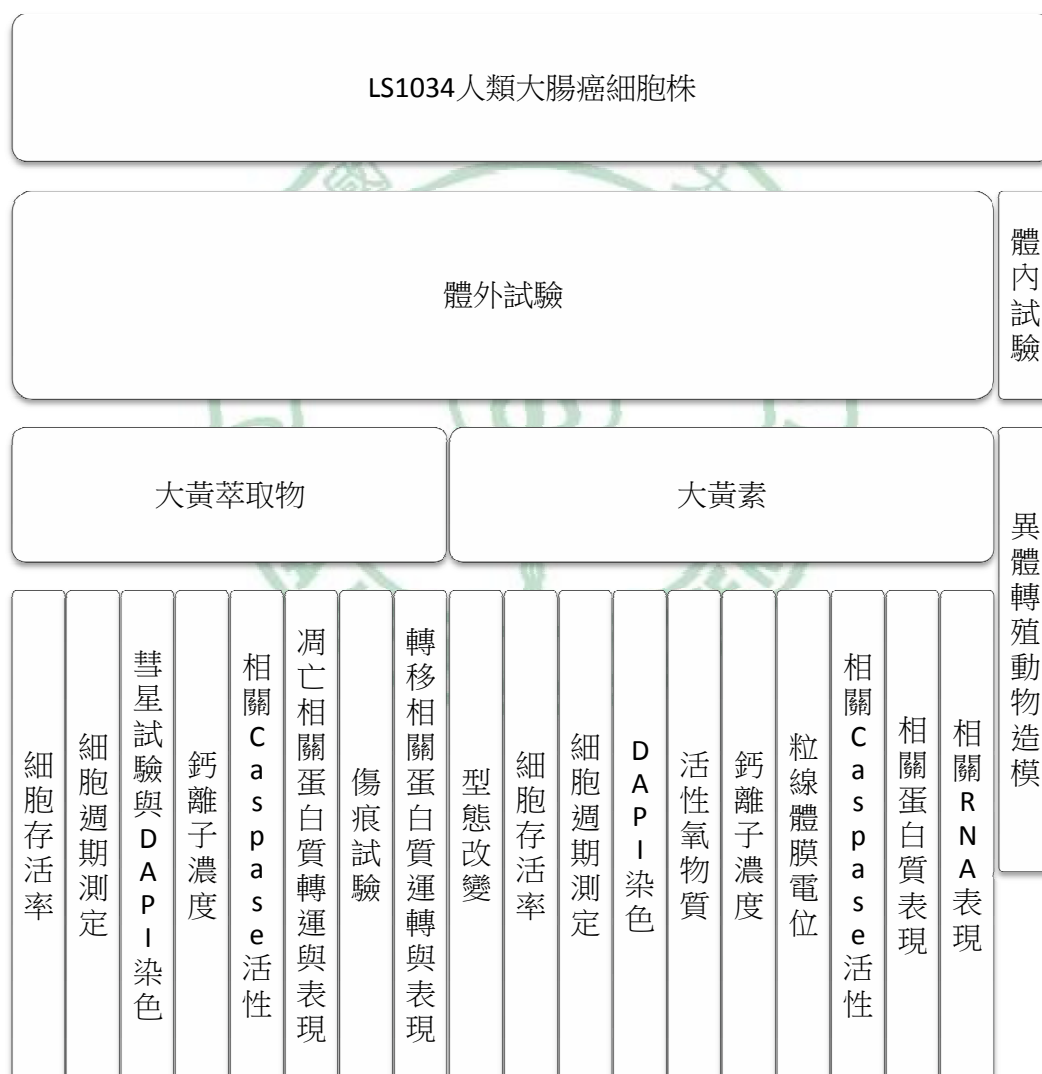 LS1034人類大腸癌細胞株
體外試驗
體內試驗
大黃萃取物
大黃素
異體轉殖動物造模
細胞存活率
細胞週期測定
彗星試驗與DAPI染色
鈣離子濃度
相關Caspase活性
凋亡相關蛋白質轉運與表現
傷痕試驗
轉移相關蛋白質運轉與表現
型態改變
細胞存活率
細胞週期測定
DAPI染色
活性氧物質
鈣離子濃度
粒線體膜電位
相關Caspase活性
相關蛋白質表現
相關RNA表現